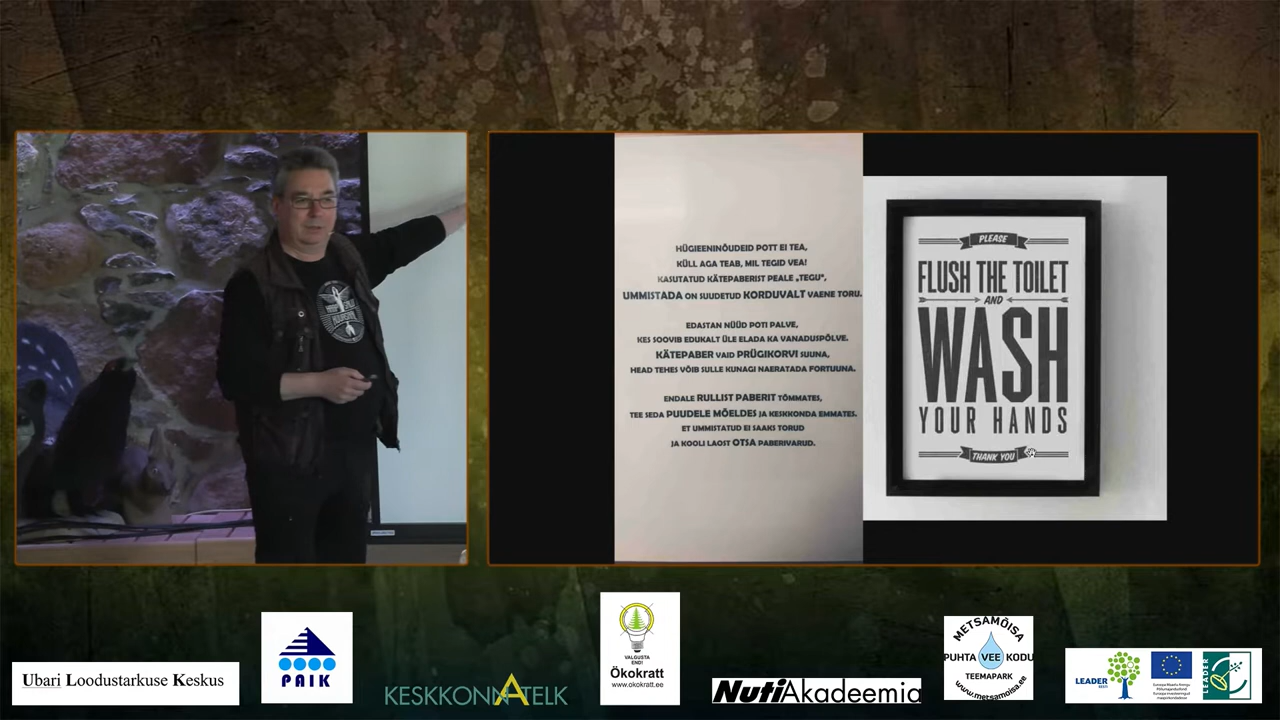 HÜGIEENINÕUDEID POTT EI TEA,
KÜLL AGA TEAB, MIL TEGID VEA!
KASUTATUD KÄTEPABERIST PEALE „TEGU“,
UMMISTADA ON SUUDETUD KORDUVALT VAENE TORU.
EDASTAN NÜÜD POTI PALVE,
KES SOOVIB EDUKALT ÜLE ELADA KA VANADUSPÕLVE.
KÄTEPABER VAID PRÜGIKORVI SUUNA,
HEAD TEHES VÕIB SULLE KUNAGI NAERATADA FORTUUNA.
ENDALE RULLIST PABERIT TÕMMATES,
TEE SEDA PUUDELE MÕELDES JA KESKKONDA EMMATES.
ET UMMISTATUD EI SAAKS TORUD
JA KOOLI LAOST OTSA PABERIVARUD.
PLEASE
FLUSH THE TOILET
AND
WASH
YOUR HANDS
THANK YOU
Ubari Loodustarkuse Keskus
PAIK
KESKKONNATELK
VALGUSTA
END!
Ökokratt
www.okokratt.ee
NutiAkadeemia
METSAMÕISA
PUHTA VEE KODU
TEEMAPARK
www.metsamoisa.ee
LEADER
EESTI
LEADER